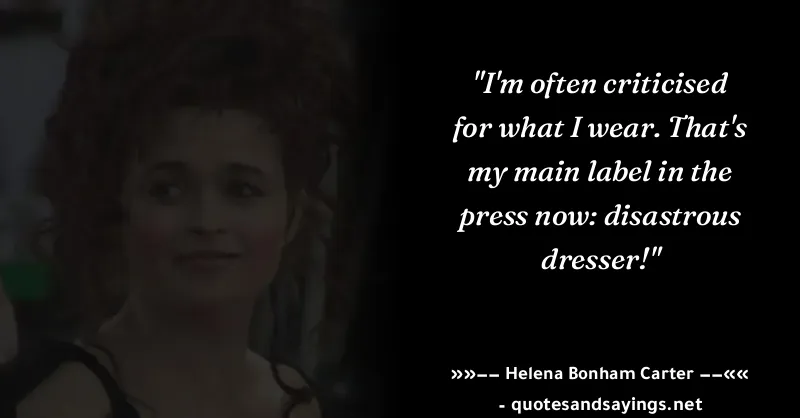 "I'm often criticised
for what I wear. That's
my main label in the
press now: disastrous
dresser!"
»»–– Helena Bonham Carter ––««
- quotesandsayings.net